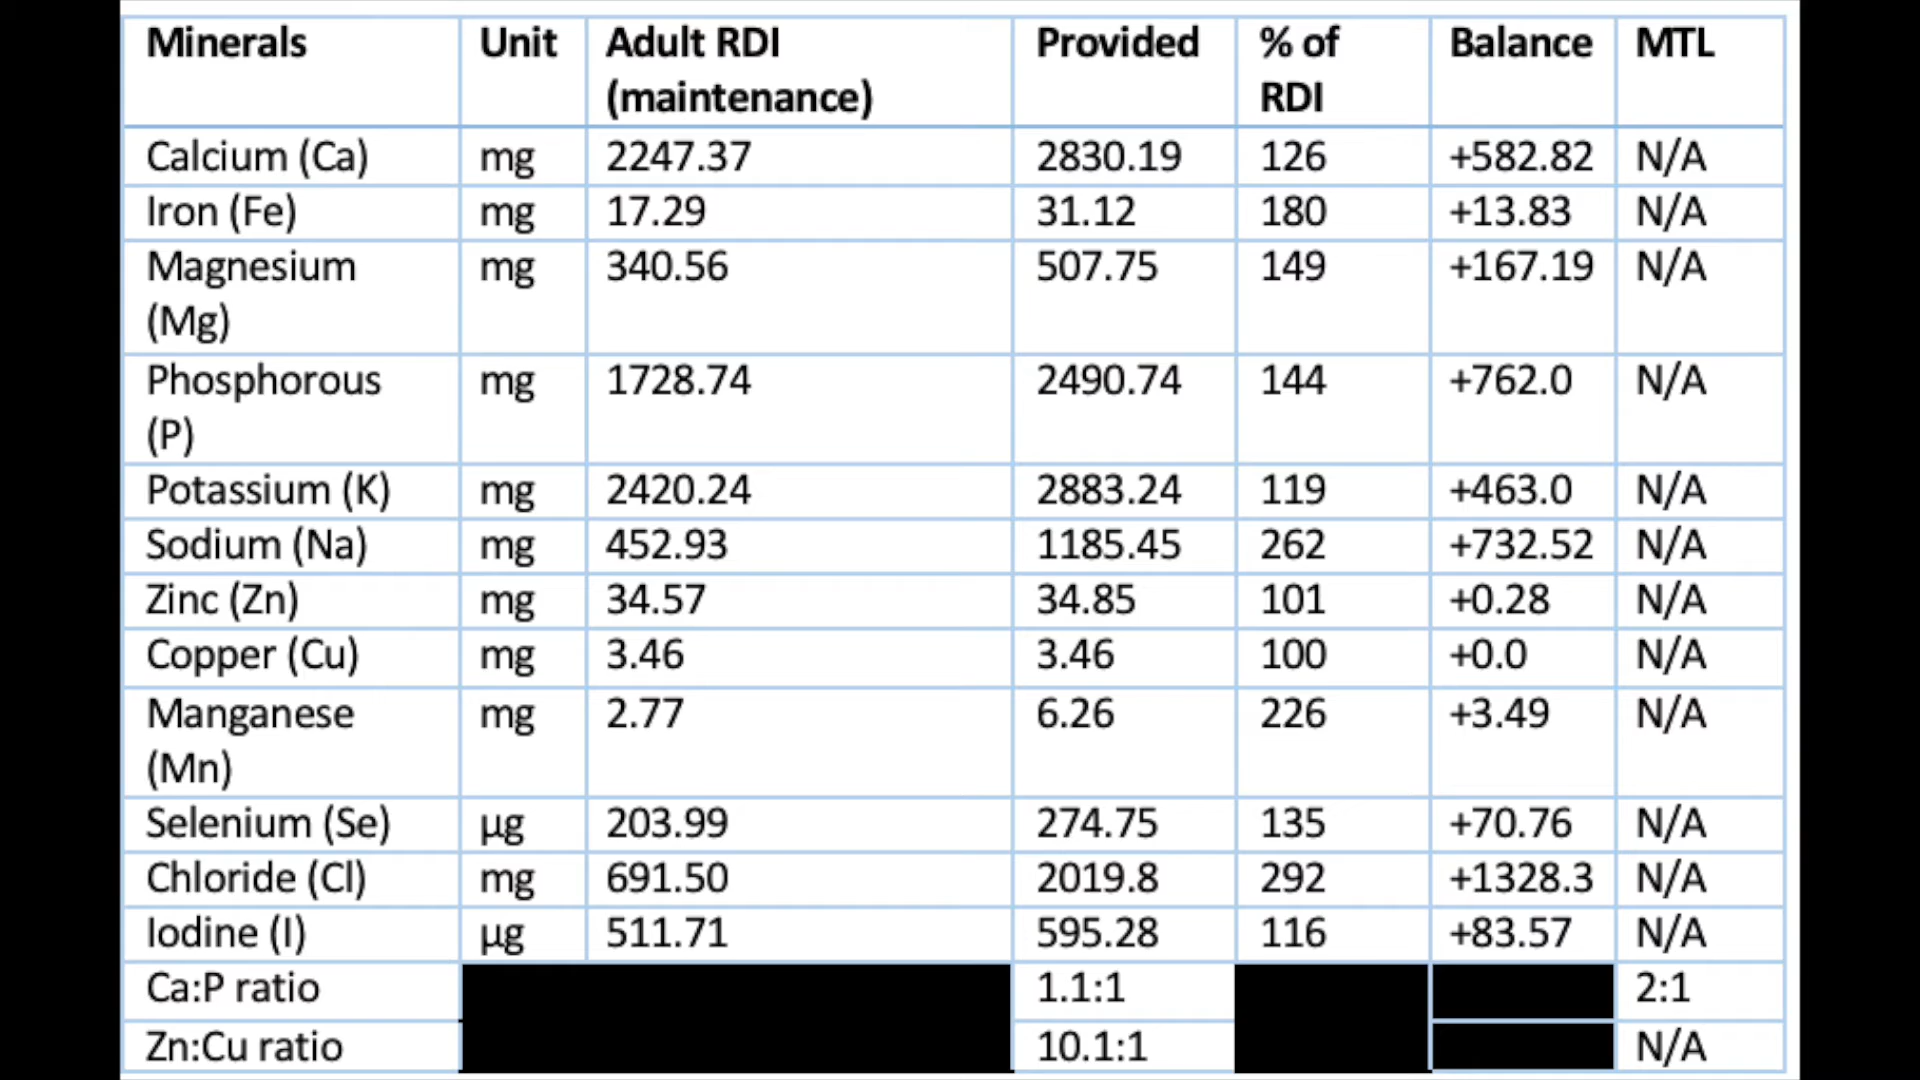 Minerals Unit Adult RDI (maintenance) Provided % of RDI Balance MTL
Calcium (Ca) mg 2247.37 2830.19 126 +582.82 N/A
Iron (Fe) mg 17.29 31.12 180 +13.83 N/A
Magnesium (Mg) mg 340.56 507.75 149 +167.19 N/A
Phosphorous (P) mg 1728.74 2490.74 144 +762.0 N/A
Potassium (K) mg 2420.24 2883.24 119 +463.0 N/A
Sodium (Na) mg 452.93 1185.45 262 +732.52 N/A
Zinc (Zn) mg 34.57 34.85 101 +0.28 N/A
Copper (Cu) mg 3.46 3.46 100 +0.0 N/A
Manganese (Mn) mg 2.77 6.26 226 +3.49 N/A
Selenium (Se) µg 203.99 274.75 135 +70.76 N/A
Chloride (Cl) mg 691.50 2019.8 292 +1328.3 N/A
Iodine (I) µg 511.71 595.28 116 +83.57 N/A
Ca:P ratio 1.1:1 2:1
Zn:Cu ratio 10.1:1 N/A